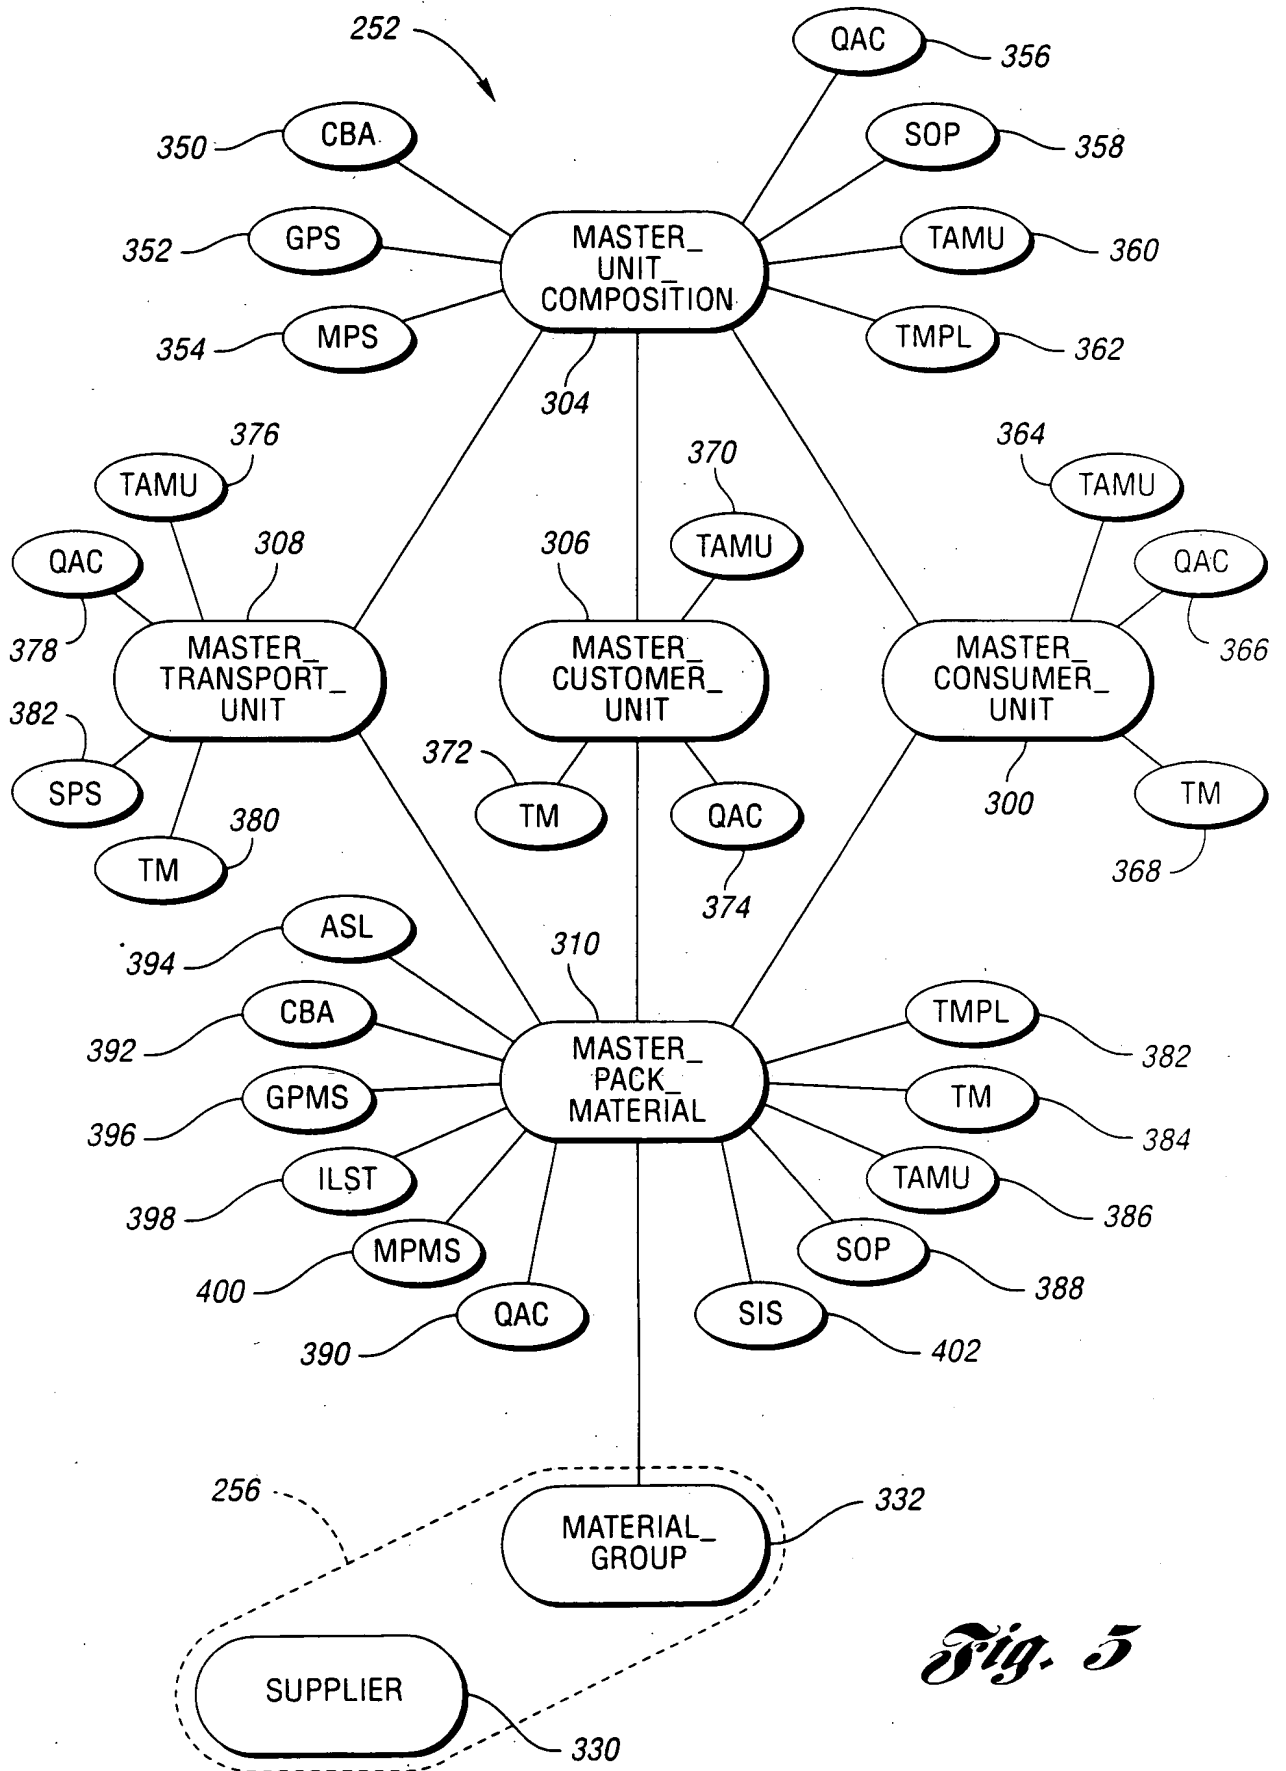 252
QAC
356
CBA
350
SOP
358
GPS
352
TAMU
360
MPS
354
TMPL
362
MASTER_
UNIT_
COMPOSITION
304
376
TAMU
QAC
378
308
MASTER_
TRANSPORT_
UNIT
382
SPS
380
TM
370
TAMU
306
MASTER_
CUSTOMER_
UNIT
372
TM
QAC
374
364
TAMU
QAC
366
MASTER_
CONSUMER_
UNIT
300
TM
368
ASL
394
310
CBA
392
TMPL
382
MASTER_
PACK_
MATERIAL
GPMS
396
TM
384
ILST
398
TAMU
386
MPMS
400
SOP
388
QAC
390
SIS
402
256
MATERIAL_
GROUP
332
SUPPLIER
330
Fig. 5